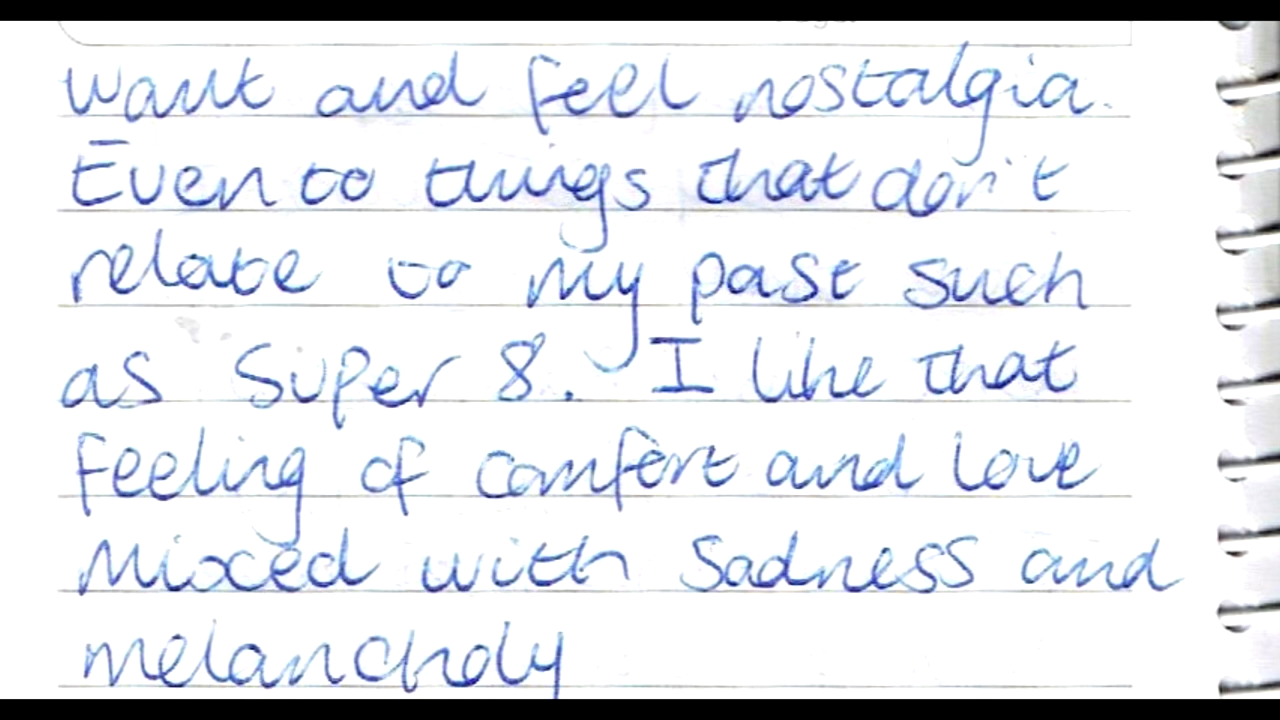 want and feel nostalgia.
Even to things that don't
relate to my past such
as Super 8. I like that
feeling of comfort and love
mixed with sadness and
melancholy